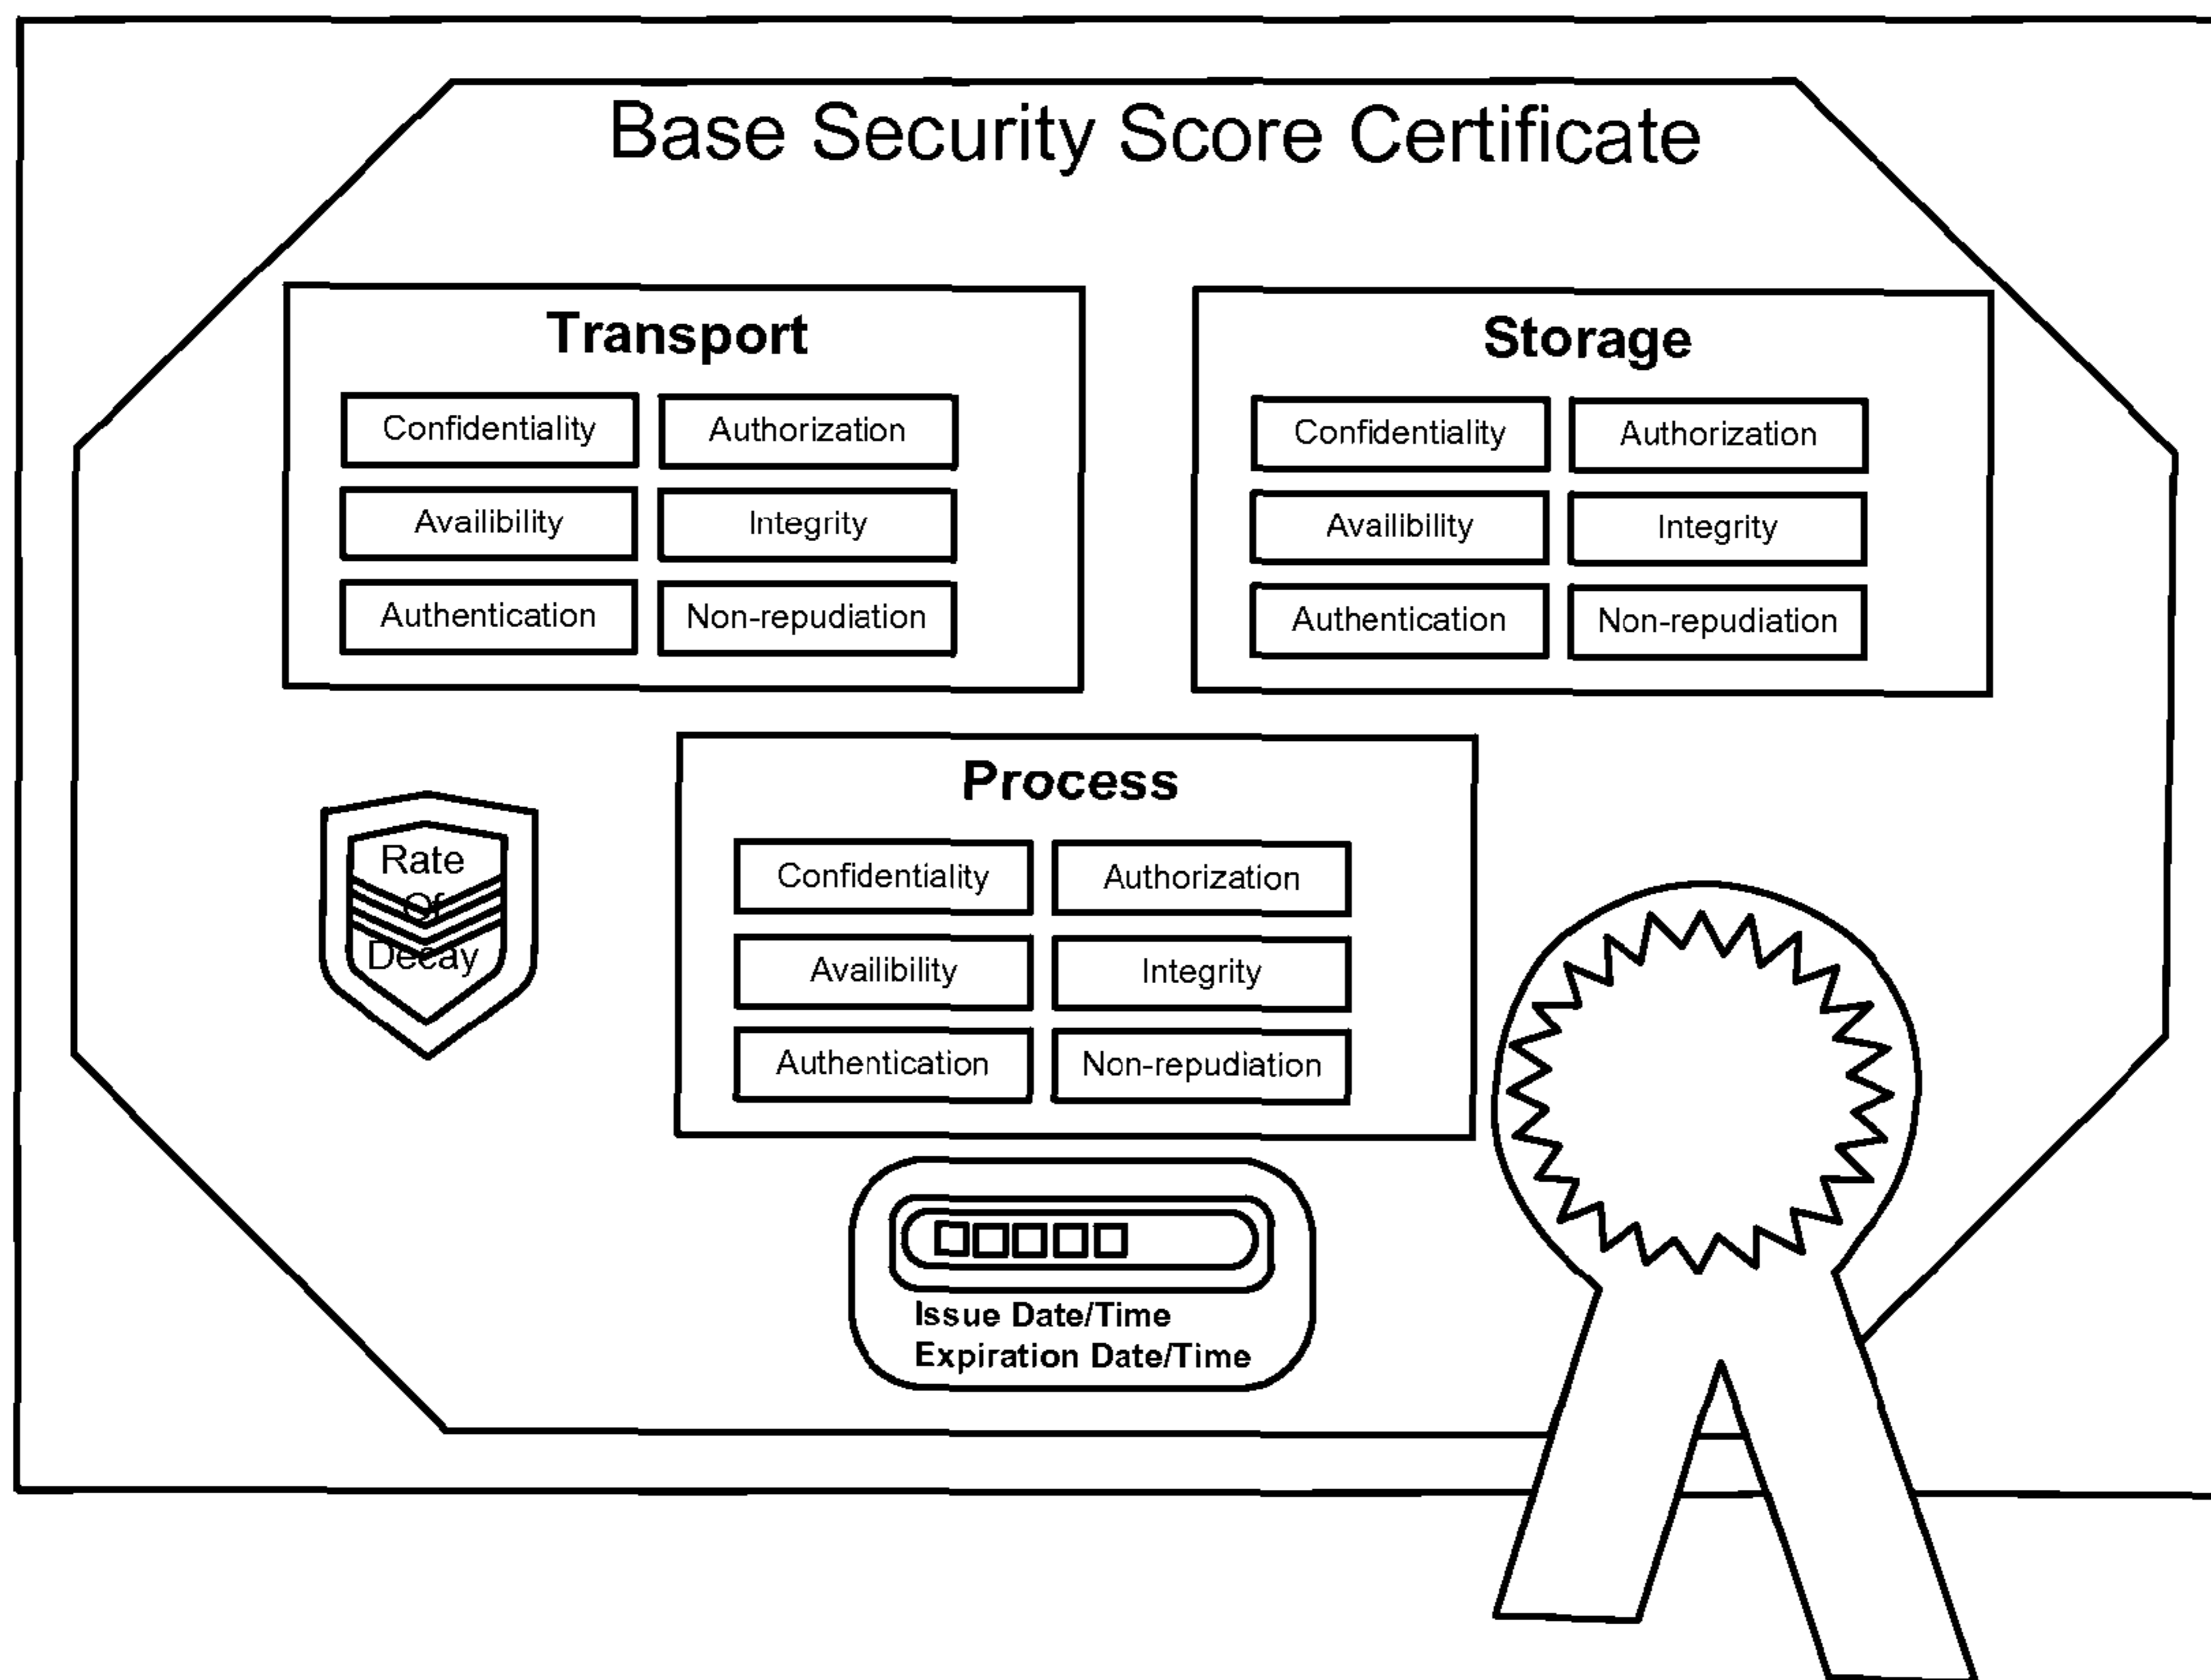 Base Security Score Certificate
Transport
Confidentiality Authorization
Availibility Integrity
Authentication Non-repudiation
Storage
Confidentiality Authorization
Availibility Integrity
Authentication Non-repudiation
Process
Confidentiality Authorization
Availibility Integrity
Authentication Non-repudiation
Rate
Of
Decay
Issue Date/Time
Expiration Date/Time